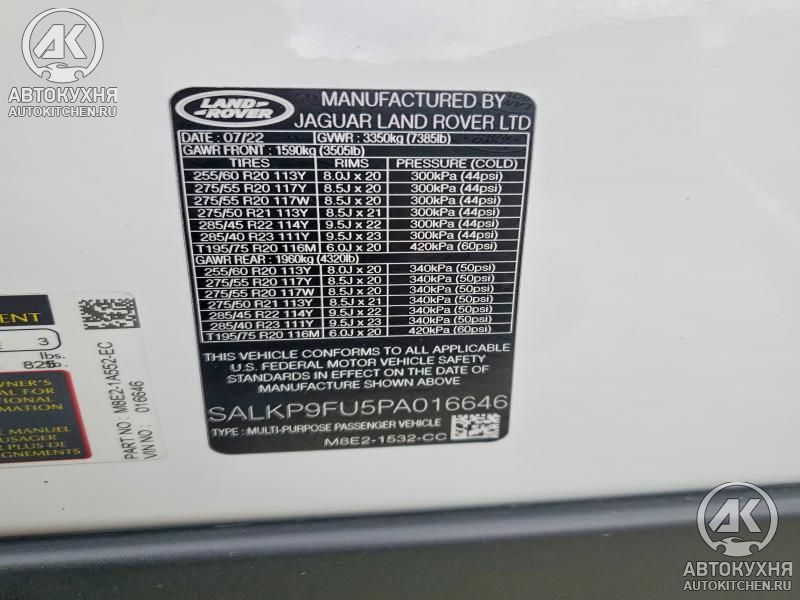 АК
АВТОКУХНЯ
AUTOKITCHEN.RU
LAND ROVER
MANUFACTURED BY
JAGUAR LAND ROVER LTD
DATE: 07/22 GVWR: 3350kg (7385lb)
GAWR FRONT: 1590kg (3505lb)
TIRES RIMS PRESSURE (COLD)
255/60 R20 113Y 8.0J x 20 300kPa (44psi)
275/55 R20 117Y 8.5J x 20 300kPa (44psi)
275/55 R20 117W 8.5J x 20 300kPa (44psi)
275/50 R21 113Y 8.5J x 21 300kPa (44psi)
285/45 R22 114Y 9.5J x 22 300kPa (44psi)
285/40 R23 111Y 9.5J x 23 300kPa (44psi)
T195/75 R20 116M 6.0J x 20 420kPa (60psi)
GAWR REAR: 1960kg (4320lb)
255/60 R20 113Y 8.0J x 20 340kPa (50psi)
275/55 R20 117Y 8.5J x 20 340kPa (50psi)
275/55 R20 117W 8.5J x 20 340kPa (50psi)
275/50 R21 113Y 8.5J x 21 340kPa (50psi)
285/45 R22 114Y 9.5J x 22 340kPa (50psi)
285/40 R23 111Y 9.5J x 23 340kPa (50psi)
T195/75 R20 116M 6.0J x 20 420kPa (60psi)
THIS VEHICLE CONFORMS TO ALL APPLICABLE
U.S. FEDERAL MOTOR VEHICLE SAFETY
STANDARDS IN EFFECT ON THE DATE OF
MANUFACTURE SHOWN ABOVE
SALKP9FU5PA016646
TYPE: MULTI-PURPOSE PASSENGER VEHICLE
M8E2-1532-CC
3
lbs.
PART NO: M8E2-1A552-EC
VIN NO: 016646
USAGER
PLUS DE
АК
АВТОКУХНЯ
AUTOKITCHEN.RU